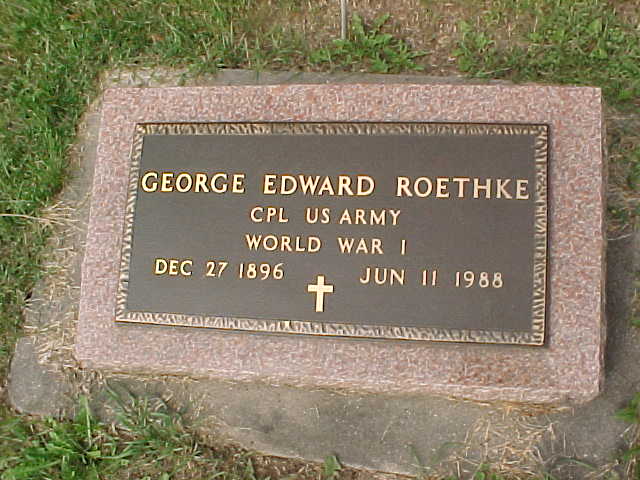 GEORGE EDWARD ROETHKE
CPL US ARMY
WORLD WAR I
DEC 27 1896 JUN 11 1988